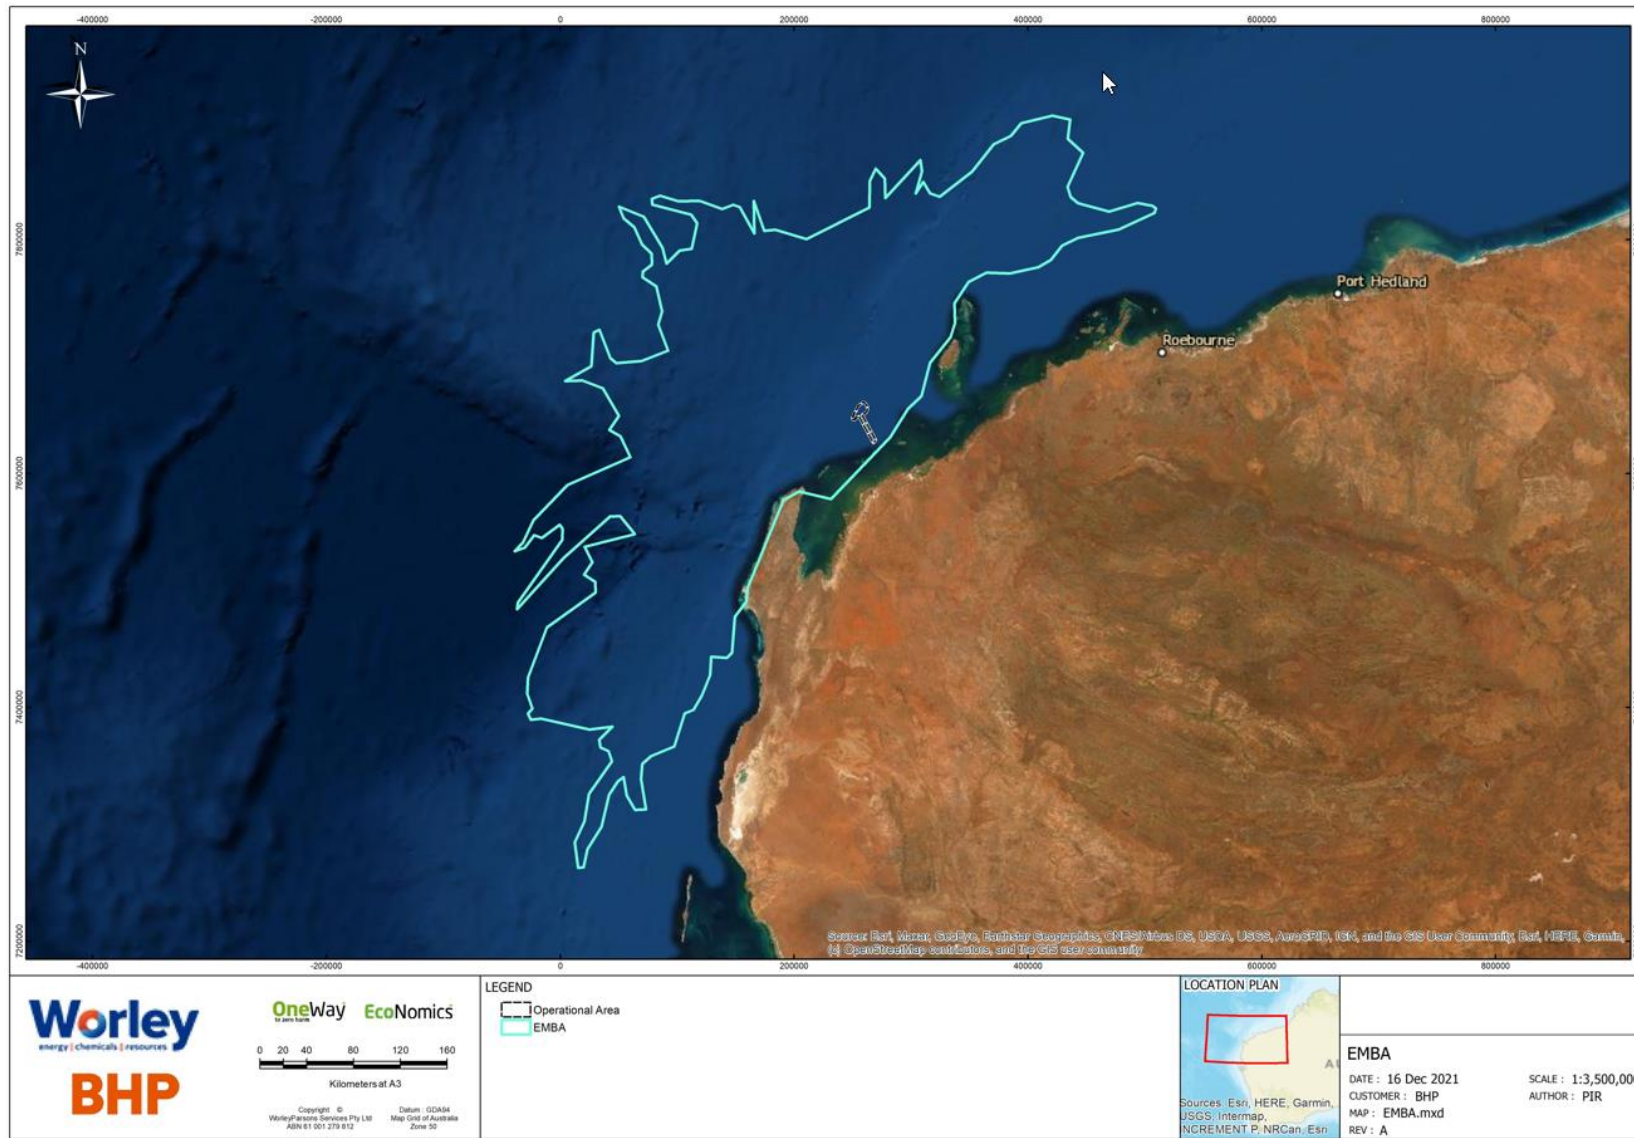 -400000 -200000 0 200000 400000 600000 800000
N
7800000
7600000
7400000
7200000
Port Hedland
Roebourne
Source: Esri, Maxar, GeoEye, Earthstar Geographics, CNES/Airbus DS, USDA, USGS, AeroGRID, IGN, and the GIS User Community, Esri, HERE, Garmin,
(c) OpenStreetMap contributors, and the GIS user community
-400000 -200000 0 200000 400000 600000 800000
Worley
energy | chemicals | resources
BHP
OneWay
to zero harm
EcoNomics
0 20 40 80 120 160
Kilometers at A3
Copyright ©
WorleyParsons Services Pty Ltd
ABN 61 001 279 812
Datum : GDA94
Map Grid of Australia
Zone 50
LEGEND
Operational Area
EMBA
LOCATION PLAN
Sources: Esri, HERE, Garmin,
USGS, Intermap,
INCREMENT P, NRCan, Esri
EMBA
DATE : 16 Dec 2021
CUSTOMER : BHP
MAP : EMBA.mxd
REV : A
SCALE : 1:3,500,00
AUTHOR : PIR